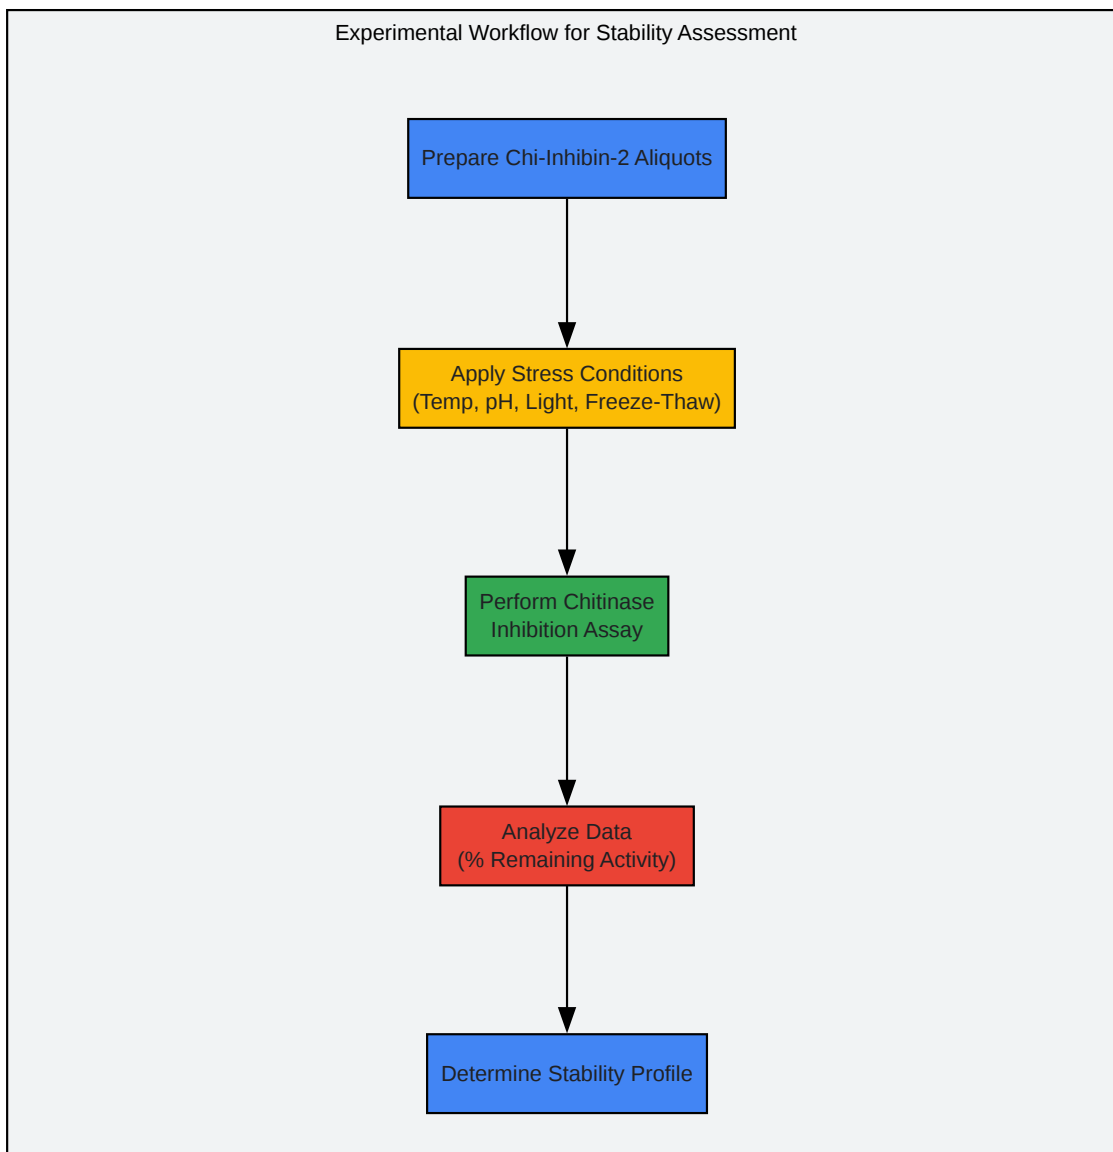 Experimental Workflow for Stability Assessment
Prepare Chi-Inhibin-2 Aliquots
Apply Stress Conditions
(Temp, pH, Light, Freeze-Thaw)
Perform Chitinase
Inhibition Assay
Analyze Data
(% Remaining Activity)
Determine Stability Profile